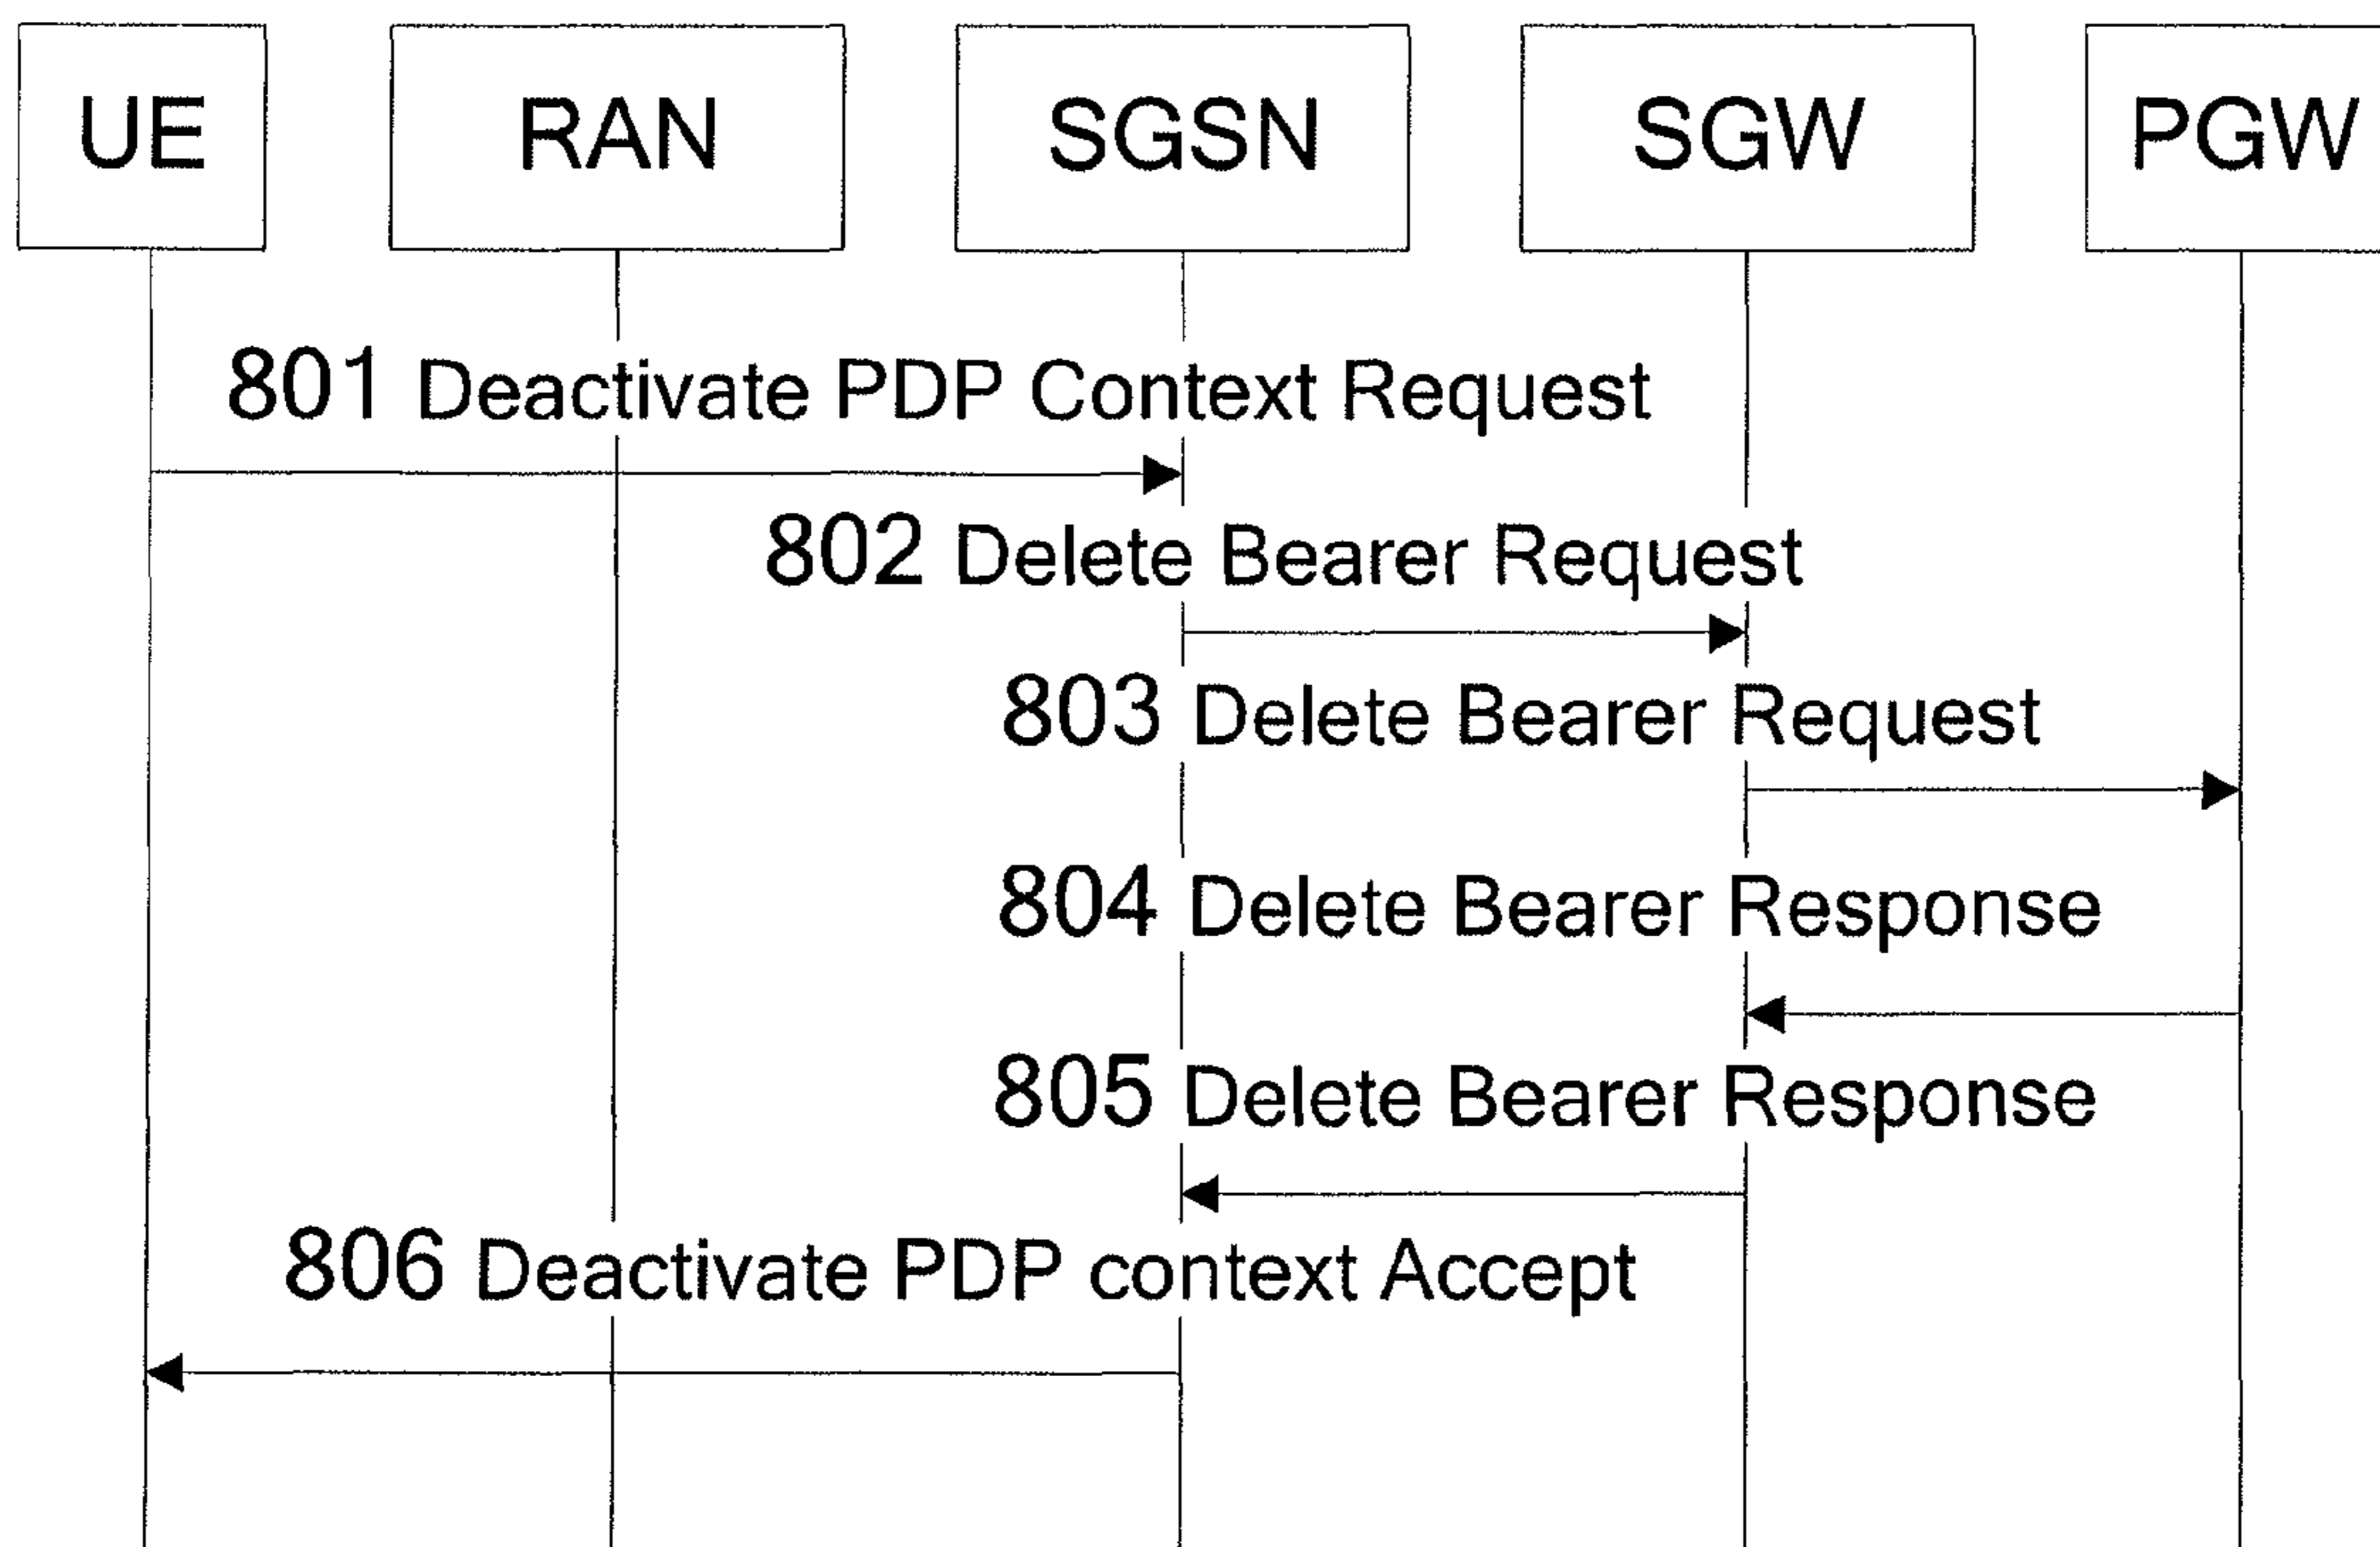 UE RAN SGSN SGW PGW
801 Deactivate PDP Context Request
802 Delete Bearer Request
803 Delete Bearer Request
804 Delete Bearer Response
805 Delete Bearer Response
806 Deactivate PDP context Accept